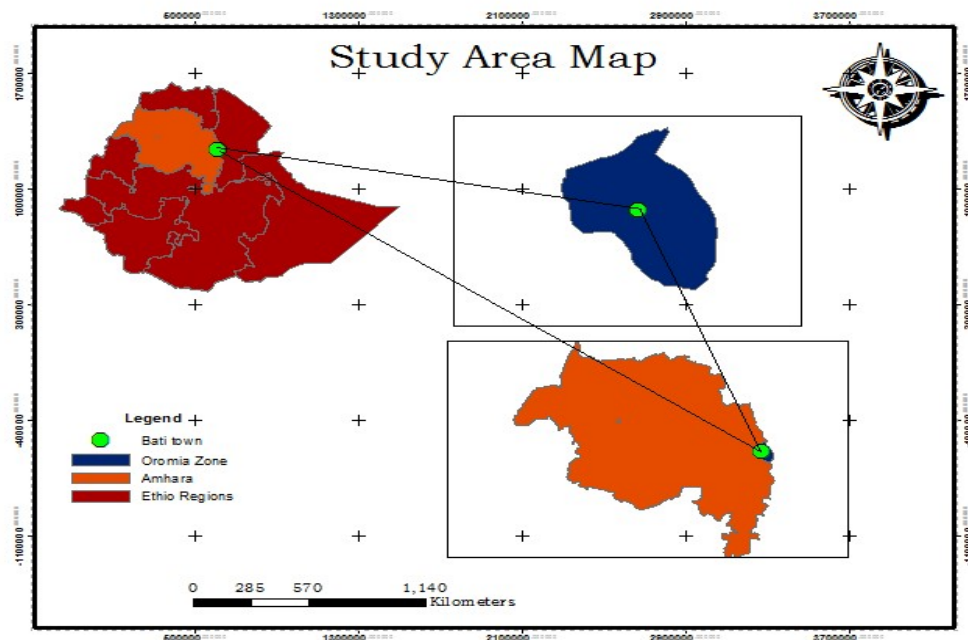 500000 1300000 2100000 2900000 3700000
Study Area Map
1700000
1000000
300000
Legend
Bati town
Oromia Zone
Amhara
Ethio Regions
-1100000
0 285 570 1,140
Kilometers
500000 1300000 2100000 2900000 3700000